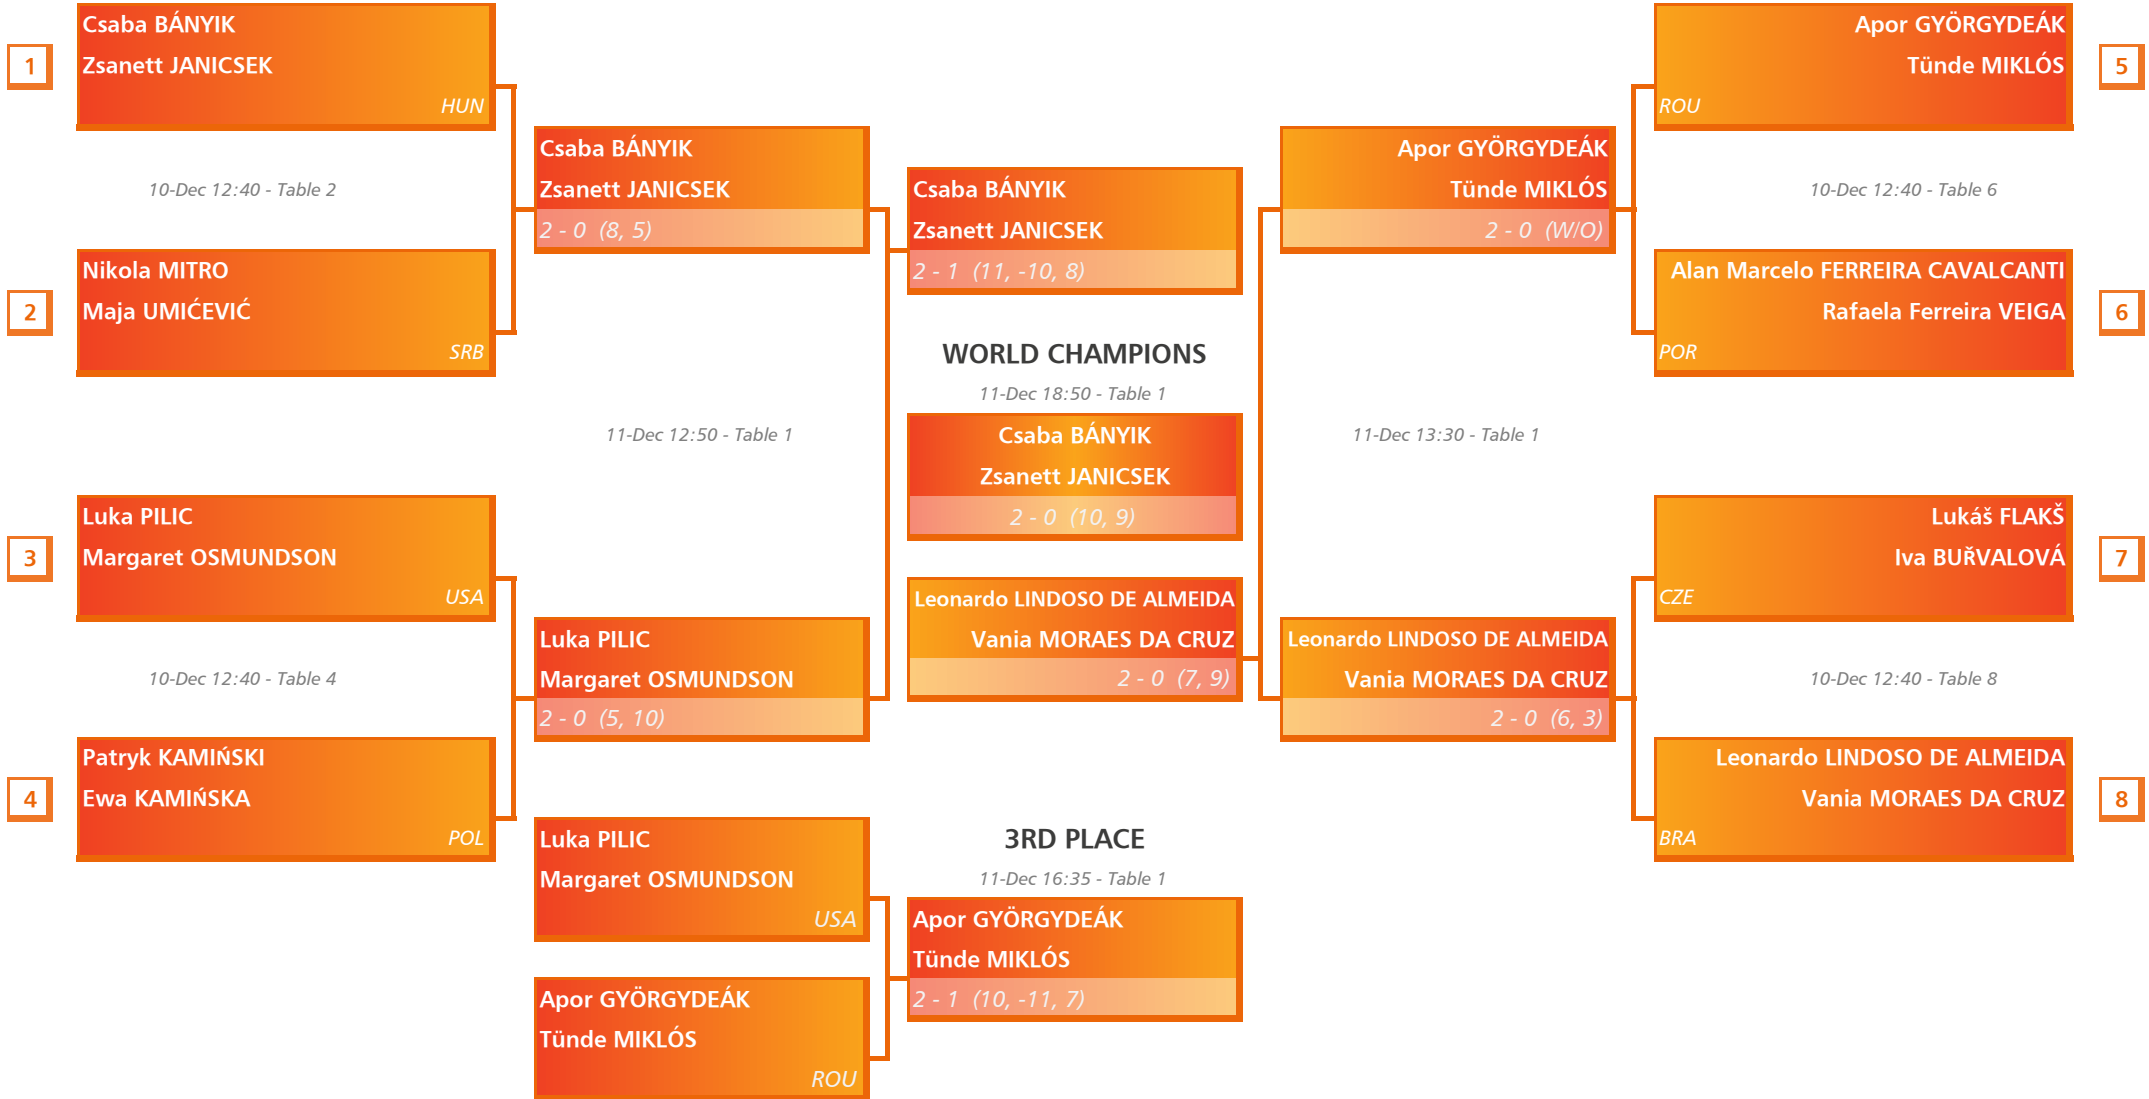 1
Csaba BÁNYIK
Zsanett JANICSEK
HUN
10-Dec 12:40 - Table 2
2
Nikola MITRO
Maja UMIĆEVIĆ
SRB
3
Luka PILIC
Margaret OSMUNDSON
USA
10-Dec 12:40 - Table 4
4
Patryk KAMIŃSKI
Ewa KAMIŃSKA
POL
Csaba BÁNYIK
Zsanett JANICSEK
2 - 0 (8, 5)
11-Dec 12:50 - Table 1
Luka PILIC
Margaret OSMUNDSON
2 - 0 (5, 10)
Csaba BÁNYIK
Zsanett JANICSEK
2 - 1 (11, -10, 8)
WORLD CHAMPIONS
11-Dec 18:50 - Table 1
Csaba BÁNYIK
Zsanett JANICSEK
2 - 0 (10, 9)
Leonardo LINDOSO DE ALMEIDA
Vania MORAES DA CRUZ
2 - 0 (7, 9)
Apor GYÖRGYDEÁK
Tünde MIKLÓS
2 - 0 (W/O)
11-Dec 13:30 - Table 1
Leonardo LINDOSO DE ALMEIDA
Vania MORAES DA CRUZ
2 - 0 (6, 3)
Apor GYÖRGYDEÁK
Tünde MIKLÓS
ROU
5
10-Dec 12:40 - Table 6
Alan Marcelo FERREIRA CAVALCANTI
Rafaela Ferreira VEIGA
POR
6
Lukáš FLAKŠ
Iva BUŘVALOVÁ
CZE
7
10-Dec 12:40 - Table 8
Leonardo LINDOSO DE ALMEIDA
Vania MORAES DA CRUZ
BRA
8
Luka PILIC
Margaret OSMUNDSON
USA
Apor GYÖRGYDEÁK
Tünde MIKLÓS
ROU
3RD PLACE
11-Dec 16:35 - Table 1
Apor GYÖRGYDEÁK
Tünde MIKLÓS
2 - 1 (10, -11, 7)